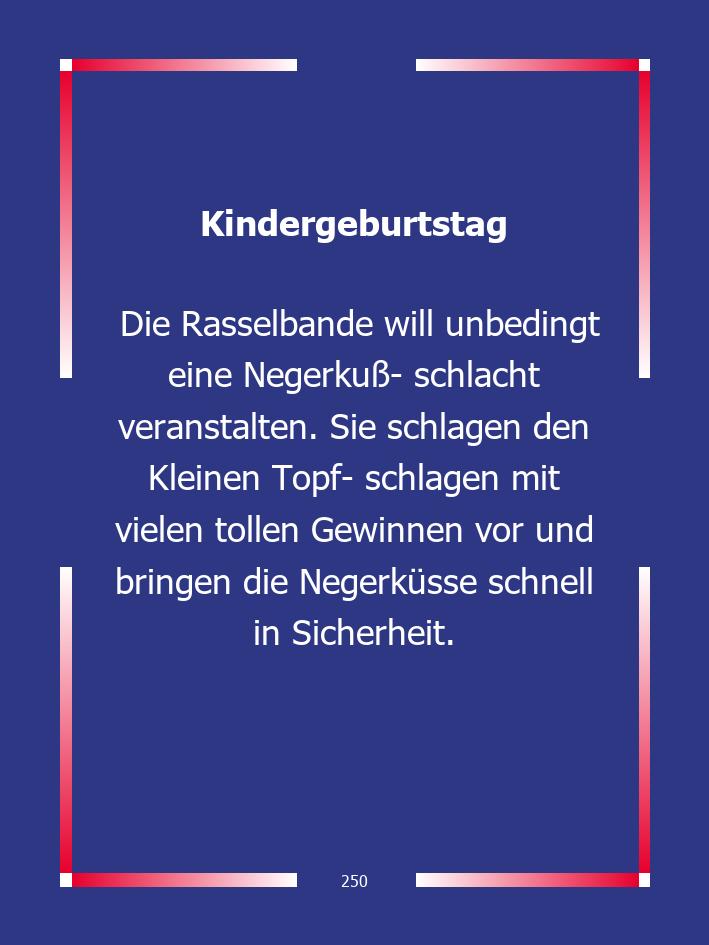 Kindergeburtstag
Die Rasselbande will unbedingt
eine Negerkuß- schlacht
veranstalten. Sie schlagen den
Kleinen Topf- schlagen mit
vielen tollen Gewinnen vor und
bringen die Negerküsse schnell
in Sicherheit.
250